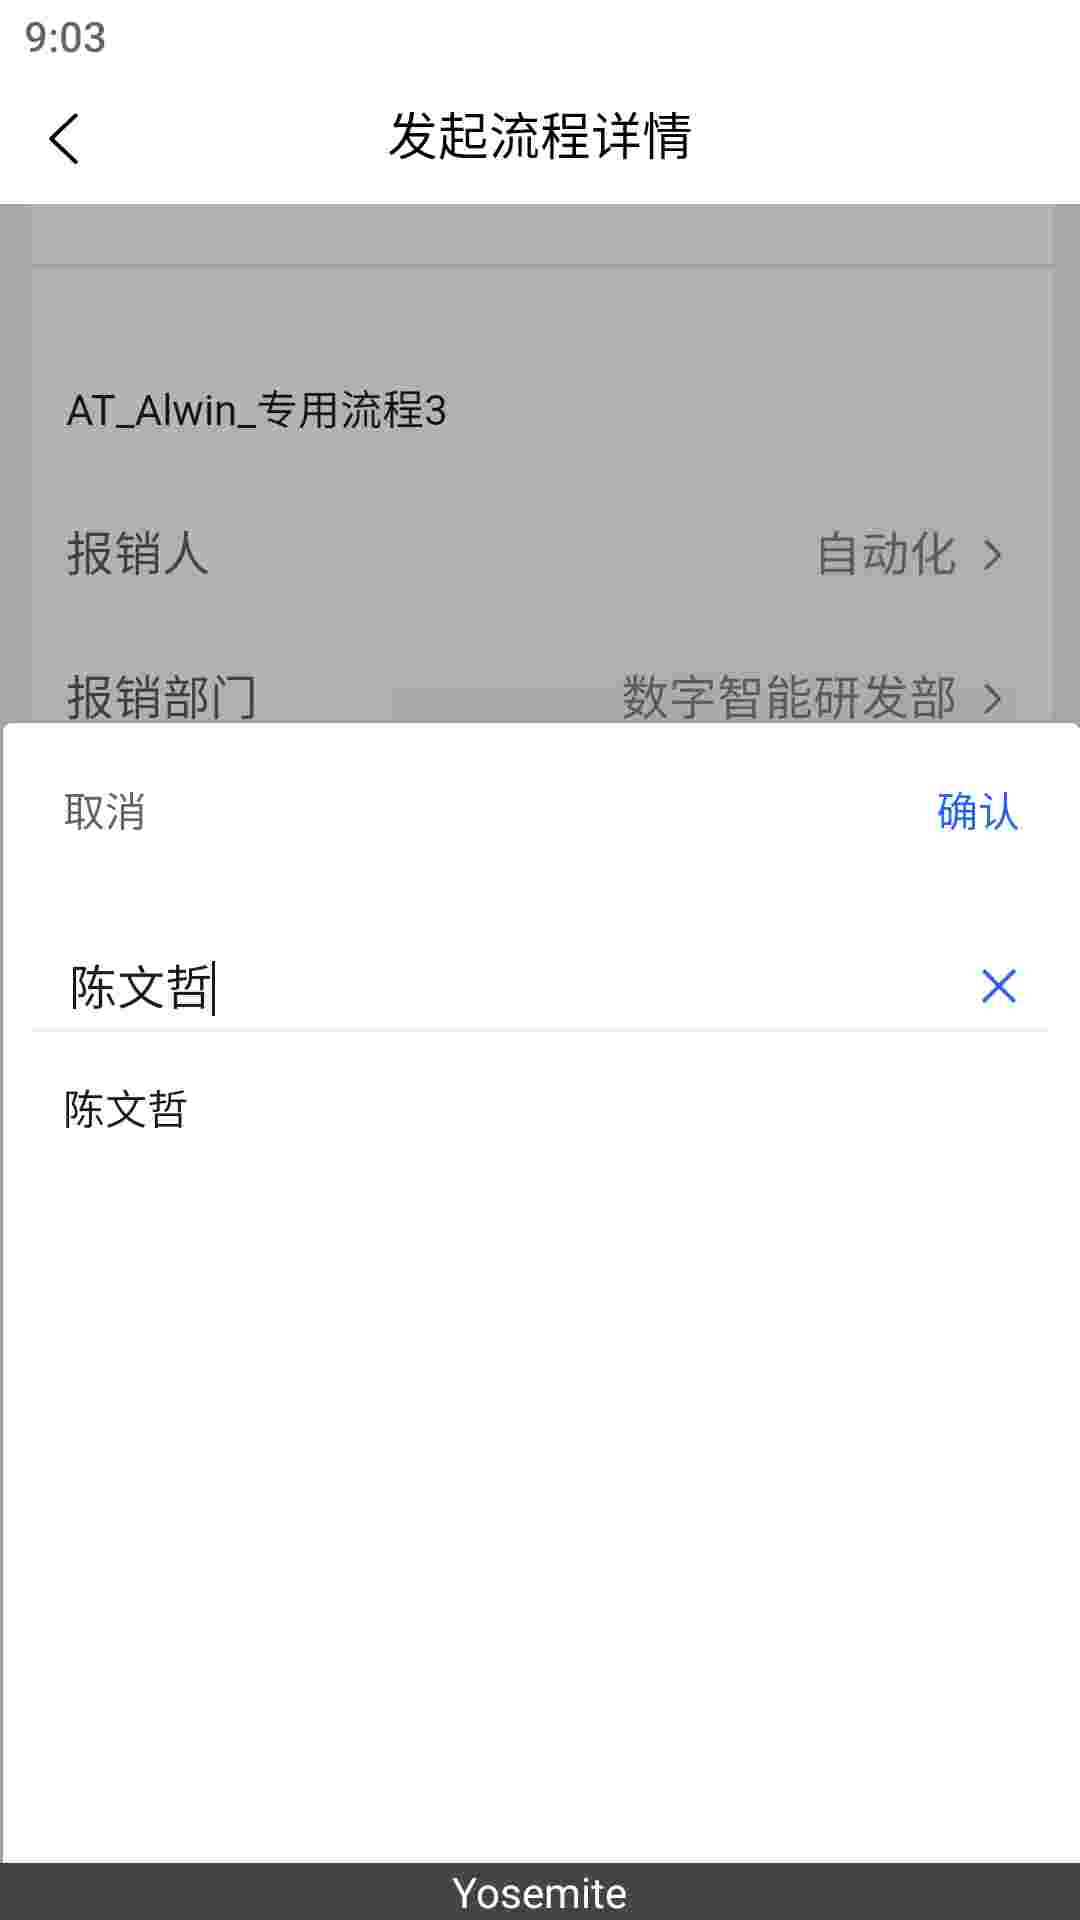 9:03
发起流程详情
AT_Alwin_专用流程3
报销人 自动化
报销部门 数字智能研发部
取消 确认
陈文哲
陈文哲
Yosemite